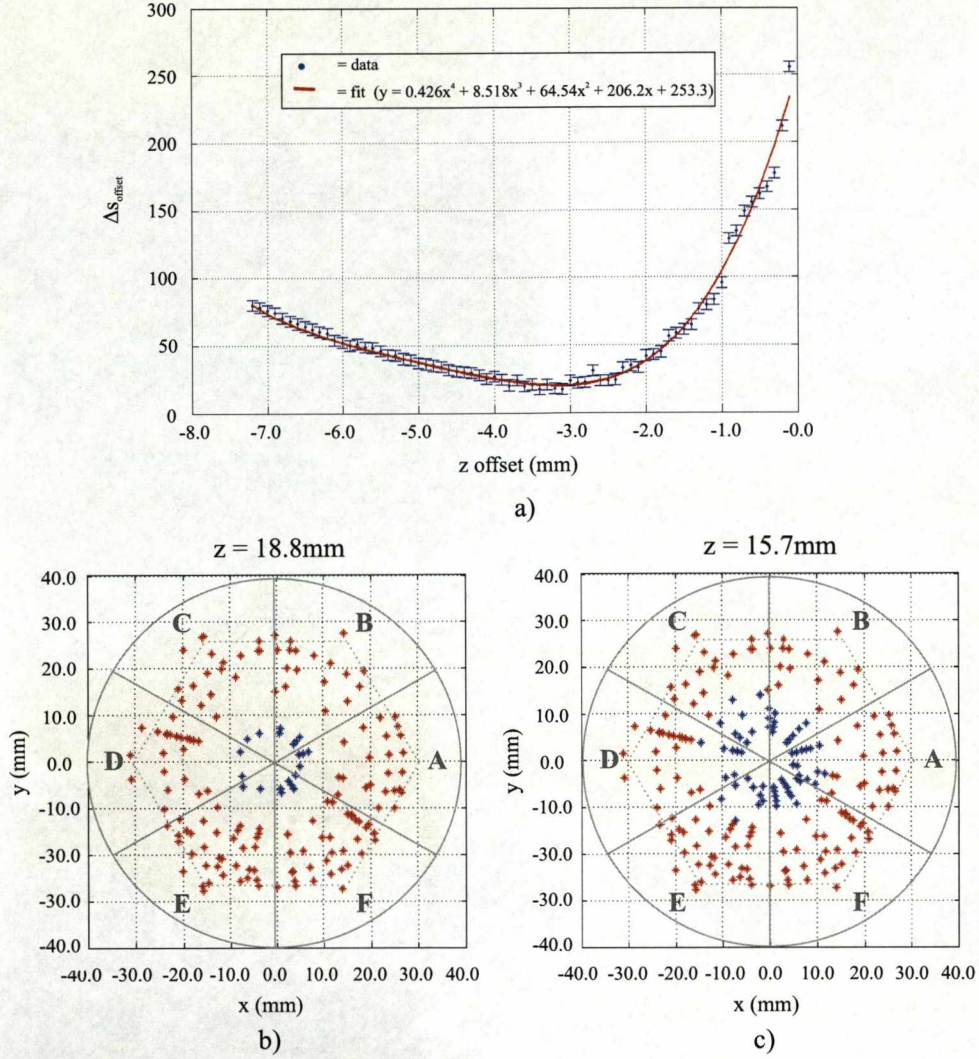 300
250
200
150
100
50
0
Δs_offset
= data
= fit (y = 0.426x⁴ + 8.518x³ + 64.54x² + 206.2x + 253.3)
-8.0 -7.0 -6.0 -5.0 -4.0 -3.0 -2.0 -1.0 -0.0
z offset (mm)
a)
z = 18.8mm
40.0
30.0
20.0
10.0
0.0
-10.0
-20.0
-30.0
-40.0
y (mm)
C B
D A
E F
-40.0 -30.0 -20.0 -10.0 0.0 10.0 20.0 30.0 40.0
x (mm)
b)
z = 15.7mm
40.0
30.0
20.0
10.0
0.0
-10.0
-20.0
-30.0
-40.0
y (mm)
C B
D A
E F
-40.0 -30.0 -20.0 -10.0 0.0 10.0 20.0 30.0 40.0
x (mm)
c)